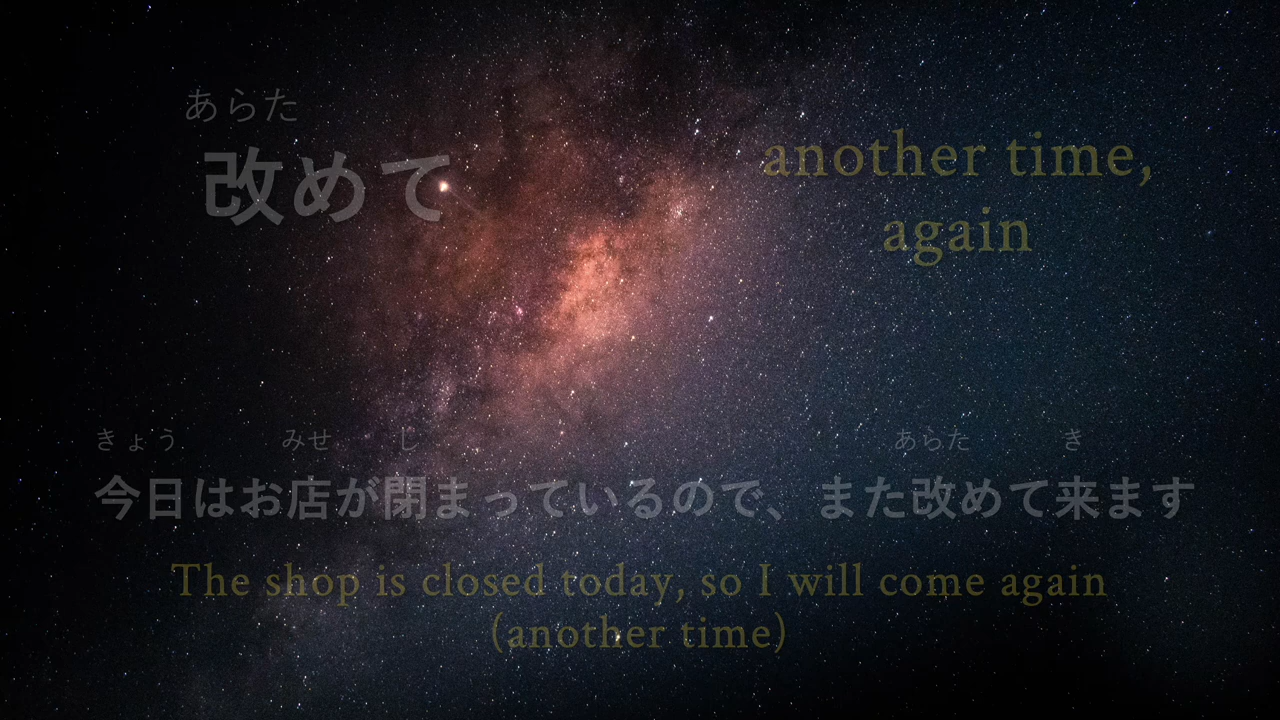 あらた
改めて
another time,
again
きょう みせ し あらた き
今日はお店が閉まっているので、また改めて来ます
The shop is closed today, so I will come again
(another time)